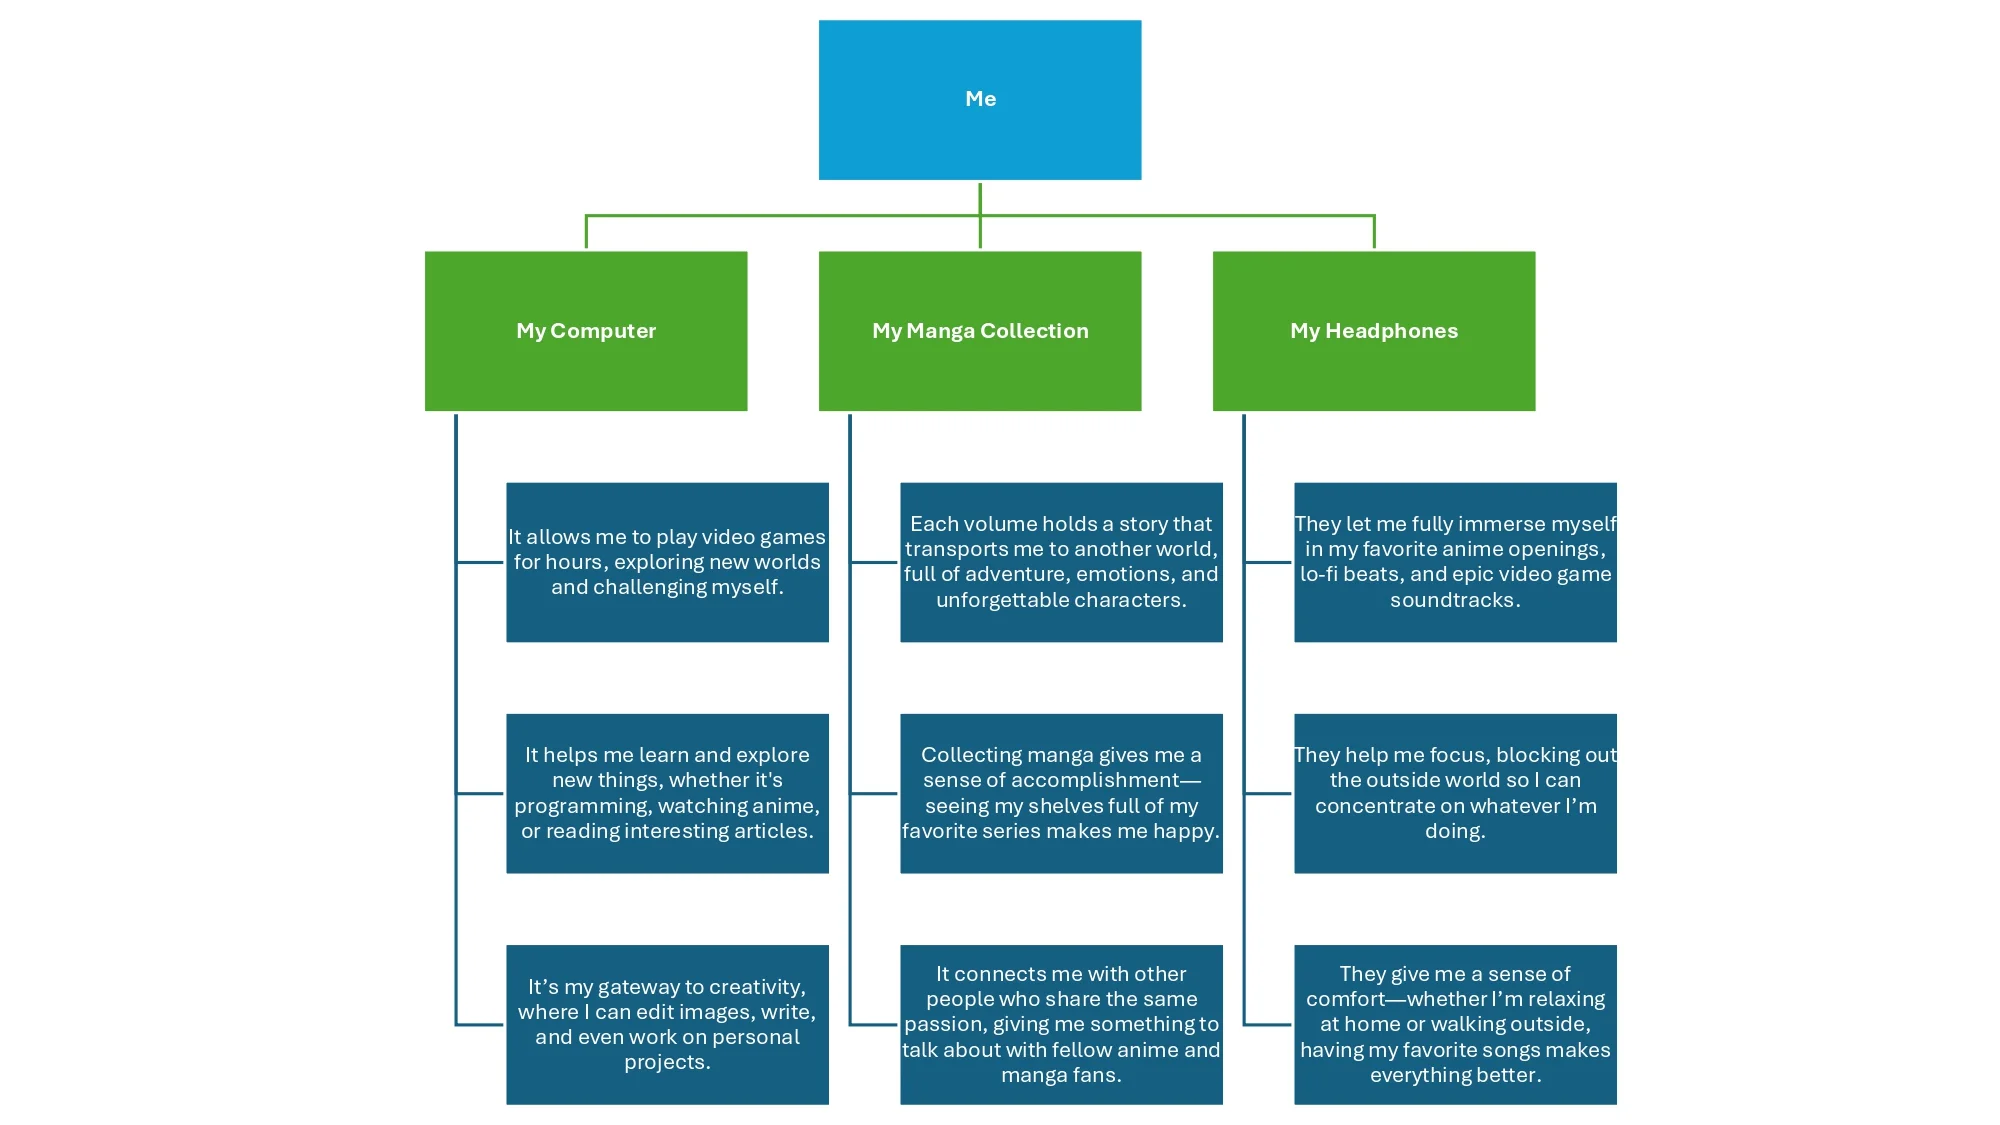 Me
My Computer
My Manga Collection
My Headphones
It allows me to play video games
for hours, exploring new worlds
and challenging myself.
It helps me learn and explore
new things, whether it's
programming, watching anime,
or reading interesting articles.
It’s my gateway to creativity,
where I can edit images, write,
and even work on personal
projects.
Each volume holds a story that
transports me to another world,
full of adventure, emotions, and
unforgettable characters.
Collecting manga gives me a
sense of accomplishment—
seeing my shelves full of my
favorite series makes me happy.
It connects me with other
people who share the same
passion, giving me something to
talk about with fellow anime and
manga fans.
They let me fully immerse myself
in my favorite anime openings,
lo-fi beats, and epic video game
soundtracks.
They help me focus, blocking out
the outside world so I can
concentrate on whatever I’m
doing.
They give me a sense of
comfort—whether I’m relaxing
at home or walking outside,
having my favorite songs makes
everything better.